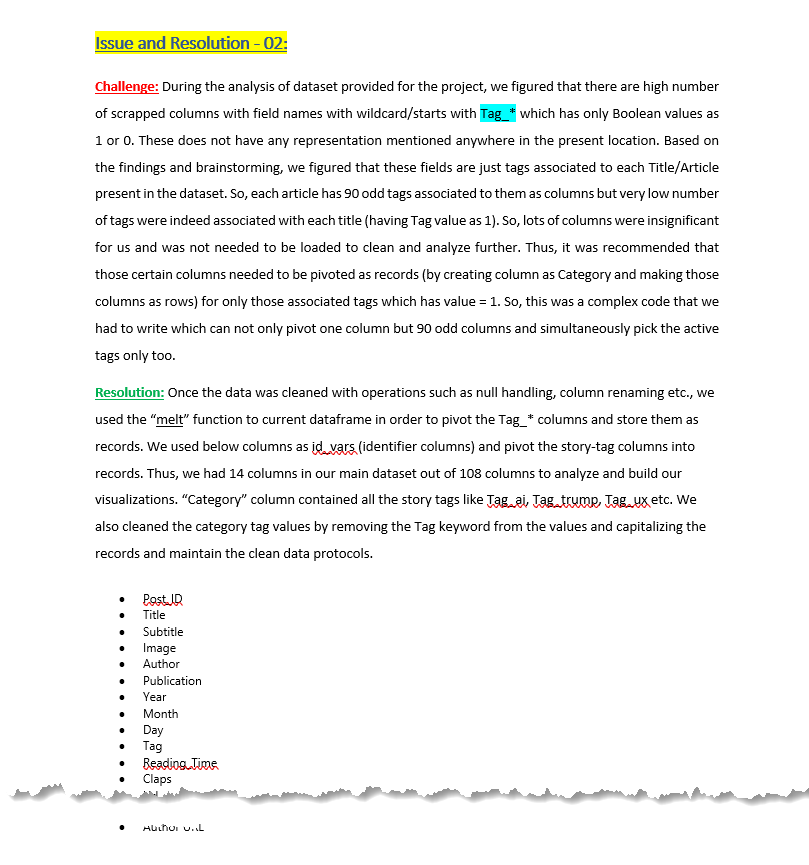 Issue and Resolution - 02:
Challenge: During the analysis of dataset provided for the project, we figured that there are high number
of scrapped columns with field names with wildcard/starts with Tag_* which has only Boolean values as
1 or 0. These does not have any representation mentioned anywhere in the present location. Based on
the findings and brainstorming, we figured that these fields are just tags associated to each Title/Article
present in the dataset. So, each article has 90 odd tags associated to them as columns but very low number
of tags were indeed associated with each title (having Tag value as 1). So, lots of columns were insignificant
for us and was not needed to be loaded to clean and analyze further. Thus, it was recommended that
those certain columns needed to be pivoted as records (by creating column as Category and making those
columns as rows) for only those associated tags which has value = 1. So, this was a complex code that we
had to write which can not only pivot one column but 90 odd columns and simultaneously pick the active
tags only too.
Resolution: Once the data was cleaned with operations such as null handling, column renaming etc., we
used the “melt” function to current dataframe in order to pivot the Tag_* columns and store them as
records. We used below columns as id_vars (identifier columns) and pivot the story-tag columns into
records. Thus, we had 14 columns in our main dataset out of 108 columns to analyze and build our
visualizations. “Category” column contained all the story tags like Tag_ai, Tag_trump, Tag_ux etc. We
also cleaned the category tag values by removing the Tag keyword from the values and capitalizing the
records and maintain the clean data protocols.
• Post_ID
• Title
• Subtitle
• Image
• Author
• Publication
• Year
• Month
• Day
• Tag
• Reading_Time
• Claps
• Author